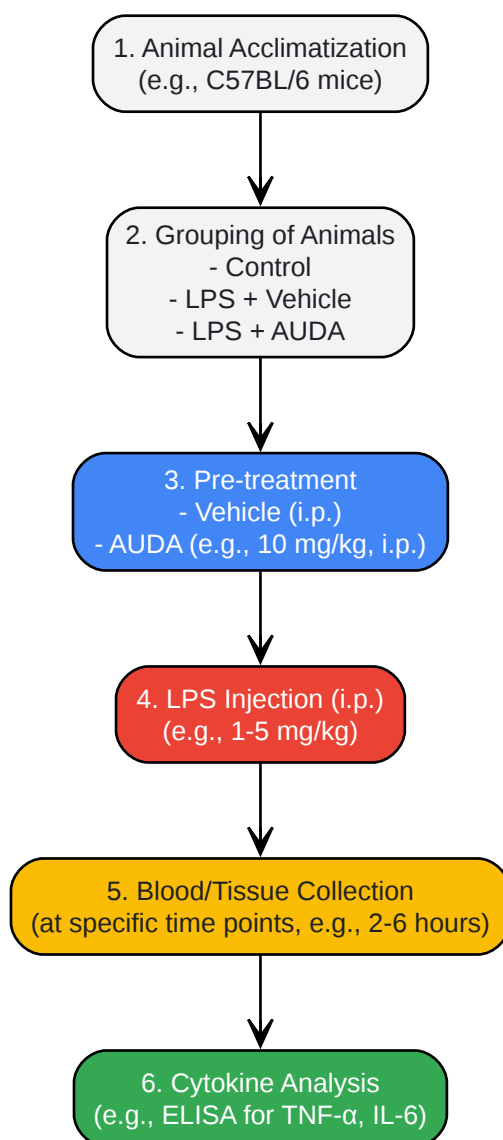 1. Animal Acclimatization
(e.g., C57BL/6 mice)
2. Grouping of Animals
- Control
- LPS + Vehicle
- LPS + AUDA
3. Pre-treatment
- Vehicle (i.p.)
- AUDA (e.g., 10 mg/kg, i.p.)
4. LPS Injection (i.p.)
(e.g., 1-5 mg/kg)
5. Blood/Tissue Collection
(at specific time points, e.g., 2-6 hours)
6. Cytokine Analysis
(e.g., ELISA for TNF-α, IL-6)